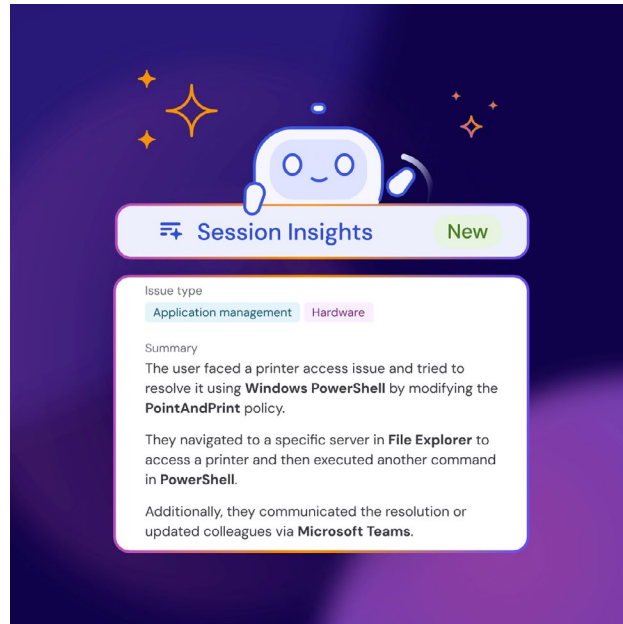 Session Insights
New
Issue type
Application management
Hardware
Summary
The user faced a printer access issue and tried to
resolve it using Windows PowerShell by modifying the
PointAndPrint policy.
They navigated to a specific server in File Explorer to
access a printer and then executed another command
in PowerShell.
Additionally, they communicated the resolution or
updated colleagues via Microsoft Teams.